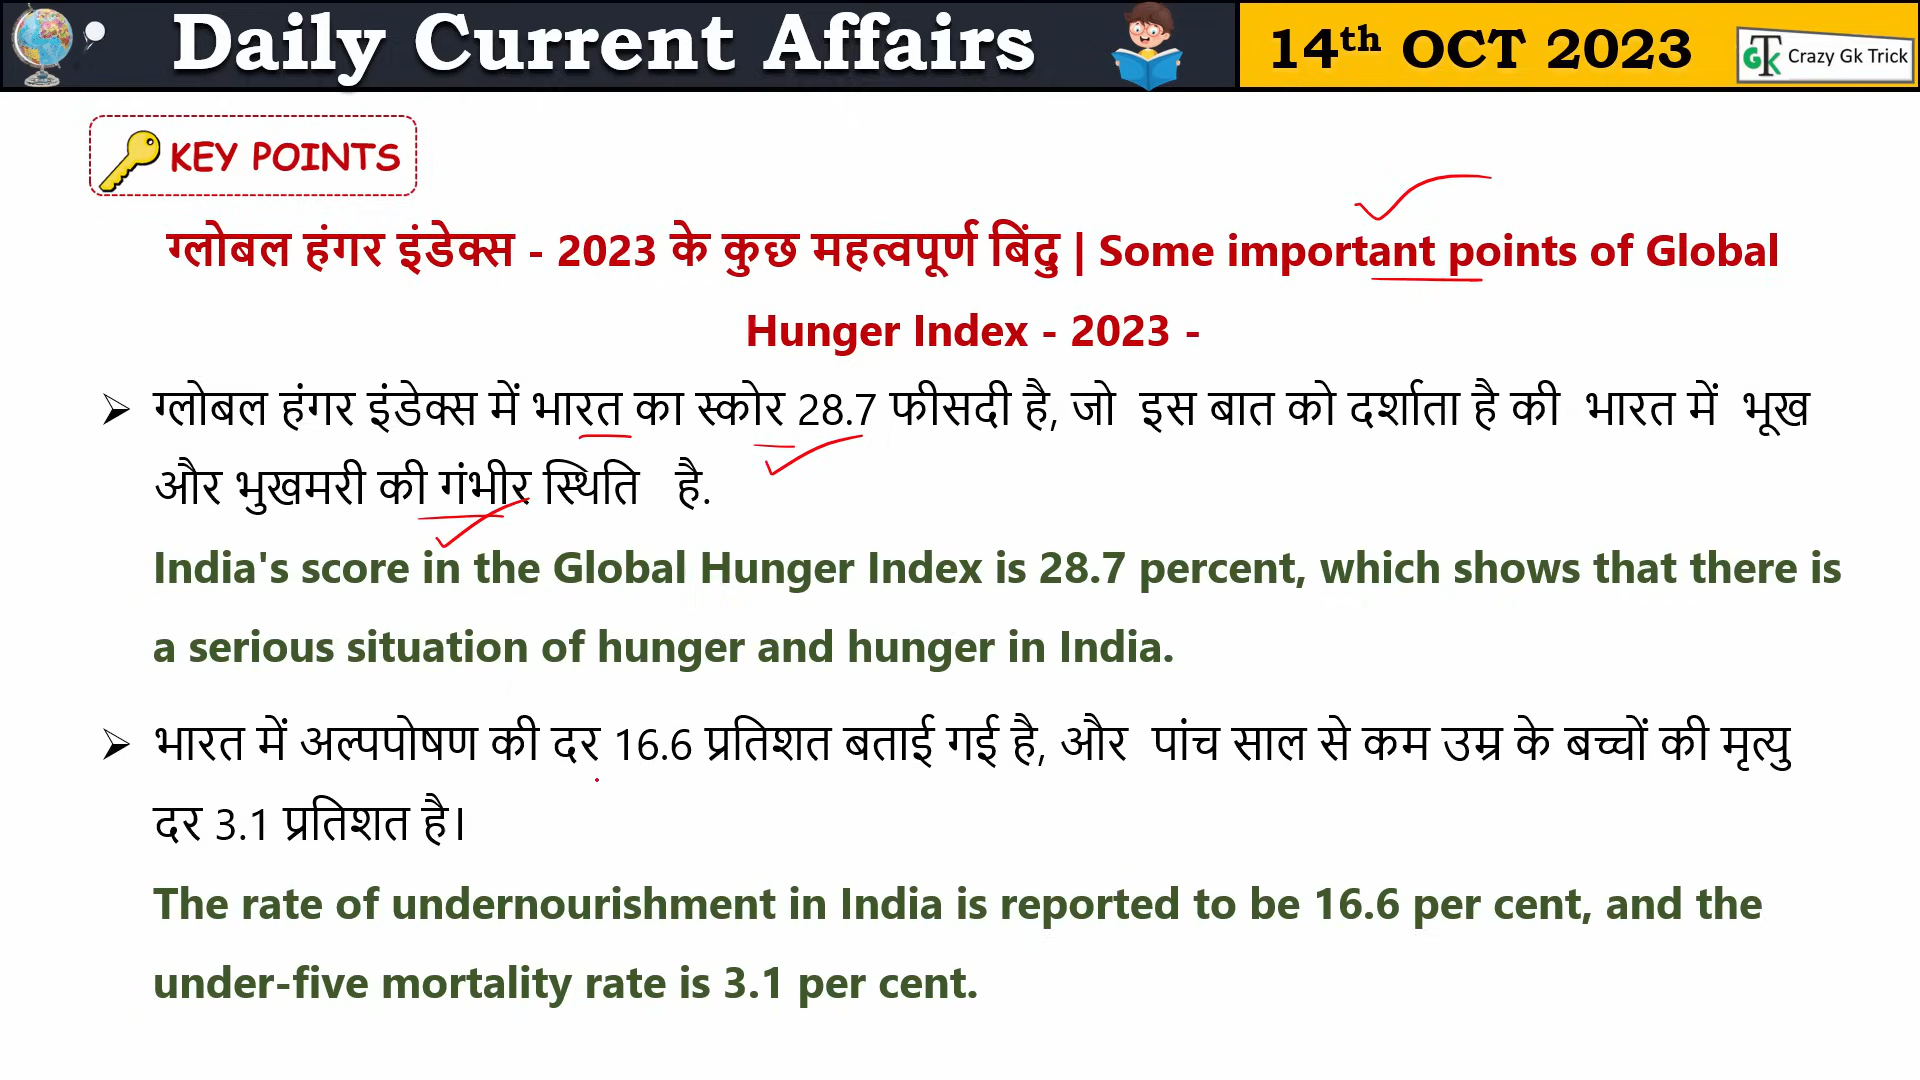 Daily Current Affairs
14th OCT 2023
GTK Crazy Gk Trick
KEY POINTS
ग्लोबल हंगर इंडेक्स - 2023 के कुछ महत्वपूर्ण बिंदु | Some important points of Global
Hunger Index - 2023 -
➢ ग्लोबल हंगर इंडेक्स में भारत का स्कोर 28.7 फीसदी है, जो इस बात को दर्शाता है की भारत में भूख
और भुखमरी की गंभीर स्थिति है.
India's score in the Global Hunger Index is 28.7 percent, which shows that there is
a serious situation of hunger and hunger in India.
➢ भारत में अल्पपोषण की दर 16.6 प्रतिशत बताई गई है, और पांच साल से कम उम्र के बच्चों की मृत्यु
दर 3.1 प्रतिशत है।
The rate of undernourishment in India is reported to be 16.6 per cent, and the
under-five mortality rate is 3.1 per cent.